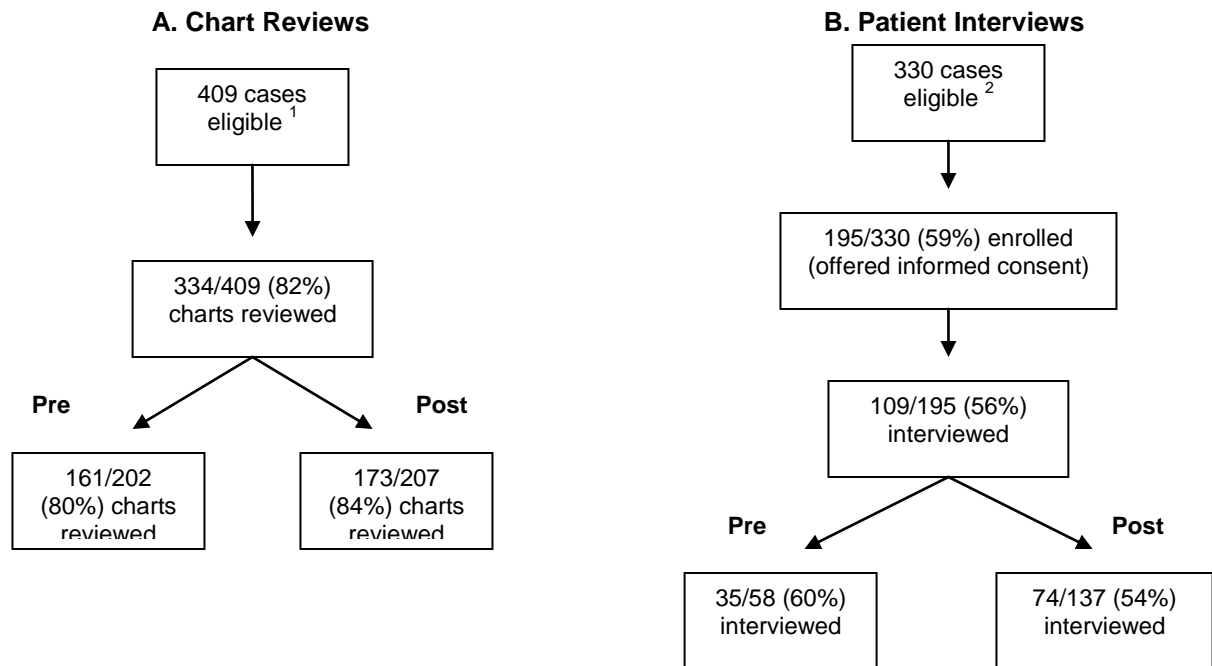 A. Chart Reviews
409 cases
eligible 1
334/409 (82%)
charts reviewed
Pre
Post
161/202
(80%) charts
reviewed
173/207
(84%) charts
reviewed
B. Patient Interviews
330 cases
eligible 2
195/330 (59%) enrolled
(offered informed consent)
109/195 (56%)
interviewed
Pre
Post
35/58 (60%)
interviewed
74/137 (54%)
interviewed